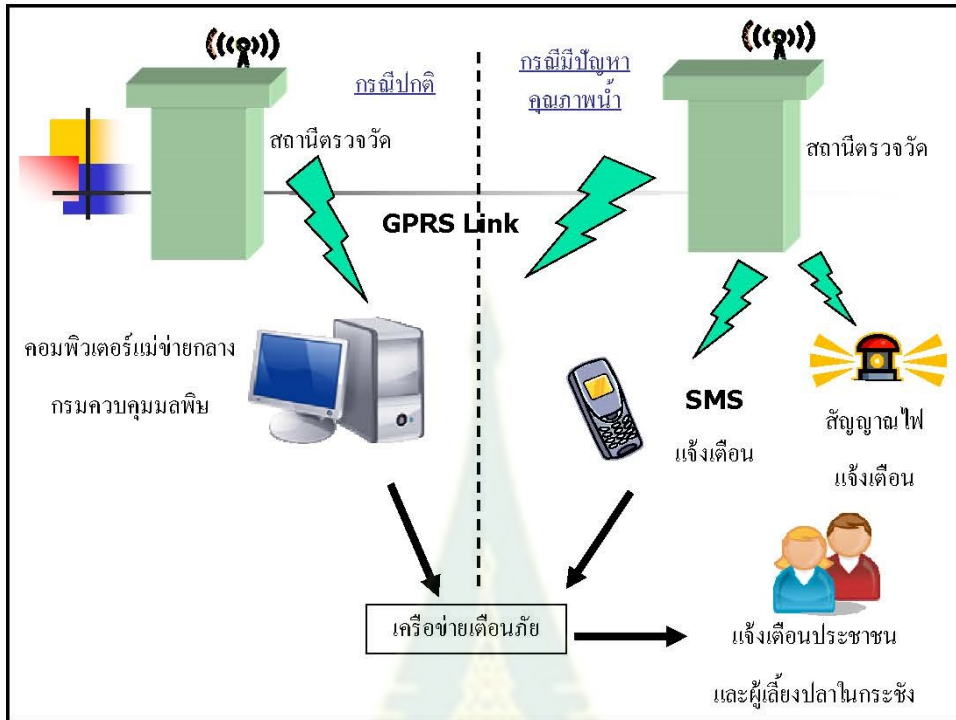 กรณีปกติ
สถานีตรวจวัด
กรณีมีปัญหา
คุณภาพน้ำ
สถานีตรวจวัด
GPRS Link
คอมพิวเตอร์แม่ข่ายกลาง
กรมควบคุมมลพิษ
SMS
แจ้งเตือน
สัญญาณไฟ
แจ้งเตือน
เครือข่ายเตือนภัย
แจ้งเตือนประชาชน
และผู้เลี้ยงปลาในกระชัง